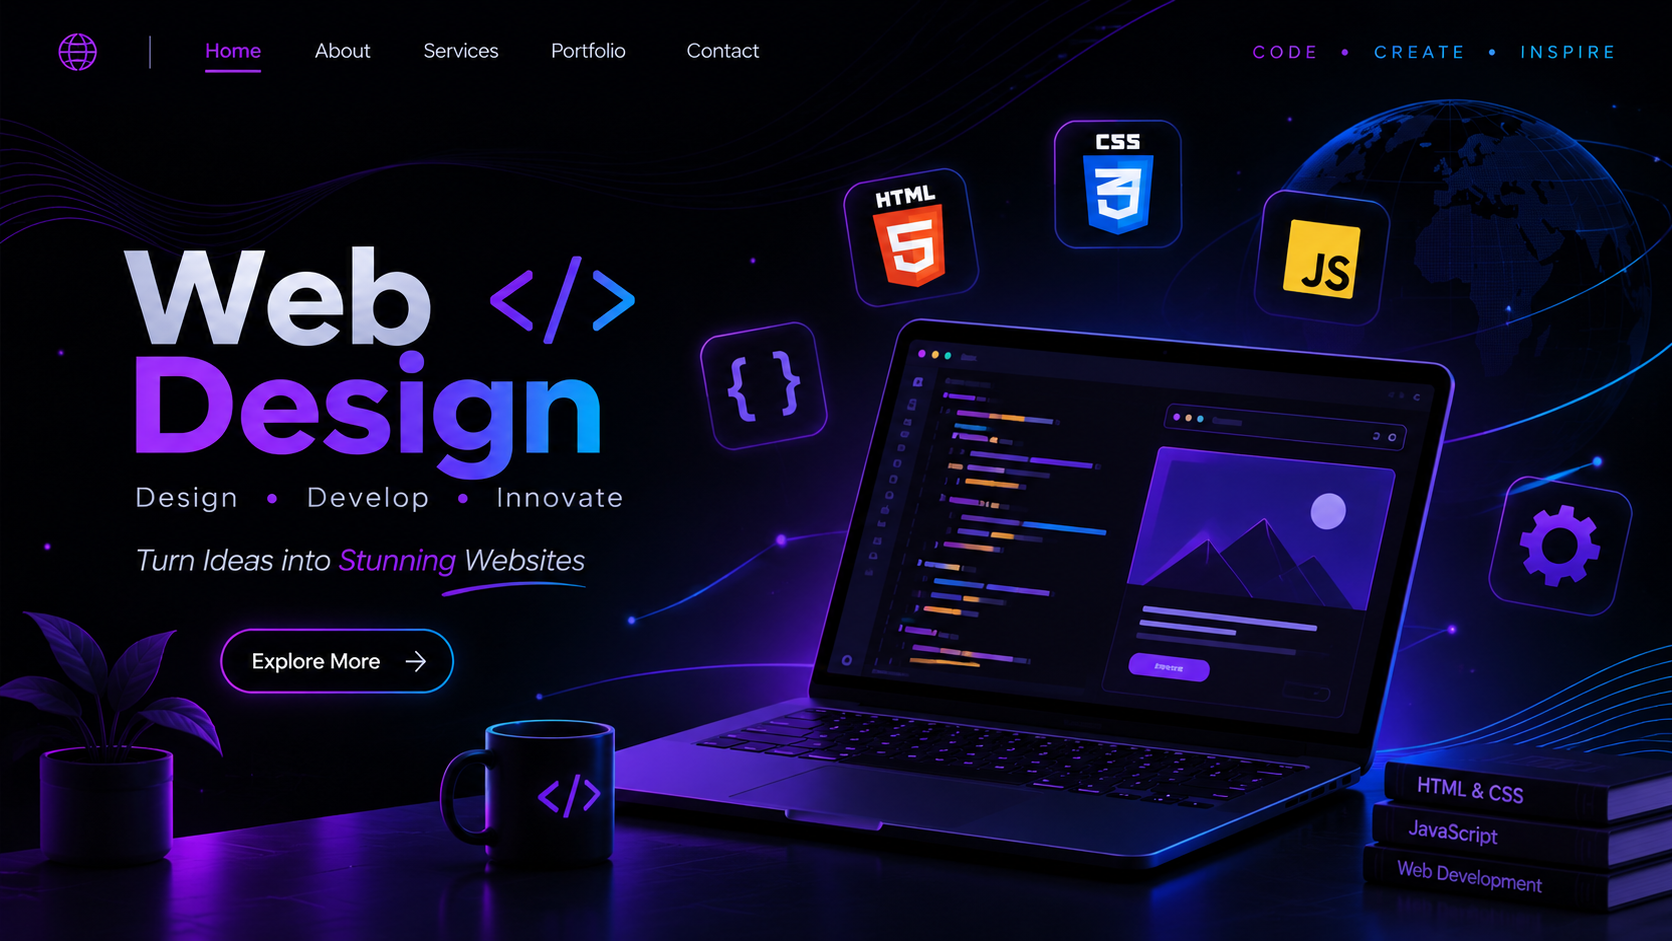 Home About Services Portfolio Contact
CODE • CREATE • INSPIRE
HTML
5
CSS
3
JS
Web </>
Design
{ }
Design • Develop • Innovate
Turn Ideas into Stunning Websites
Explore More →
</>
HTML & CSS
JavaScript
Web Development